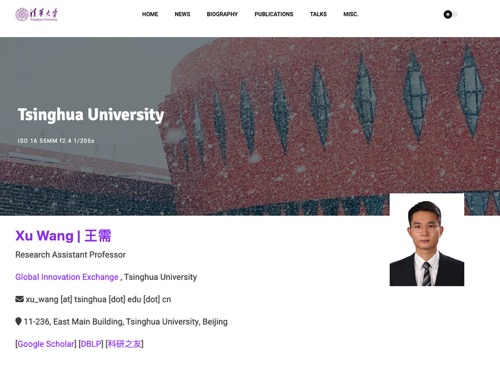 清华大学
Tsinghua University
HOME NEWS BIOGRAPHY PUBLICATIONS TALKS MISC.
Tsinghua University
ISO 16 55MM f2.4 1/205s
Xu Wang | 王需
Research Assistant Professor
Global Innovation Exchange , Tsinghua University
xu_wang [at] tsinghua [dot] edu [dot] cn
11-236, East Main Building, Tsinghua University, Beijing
[Google Scholar] [DBLP] [科研之友]